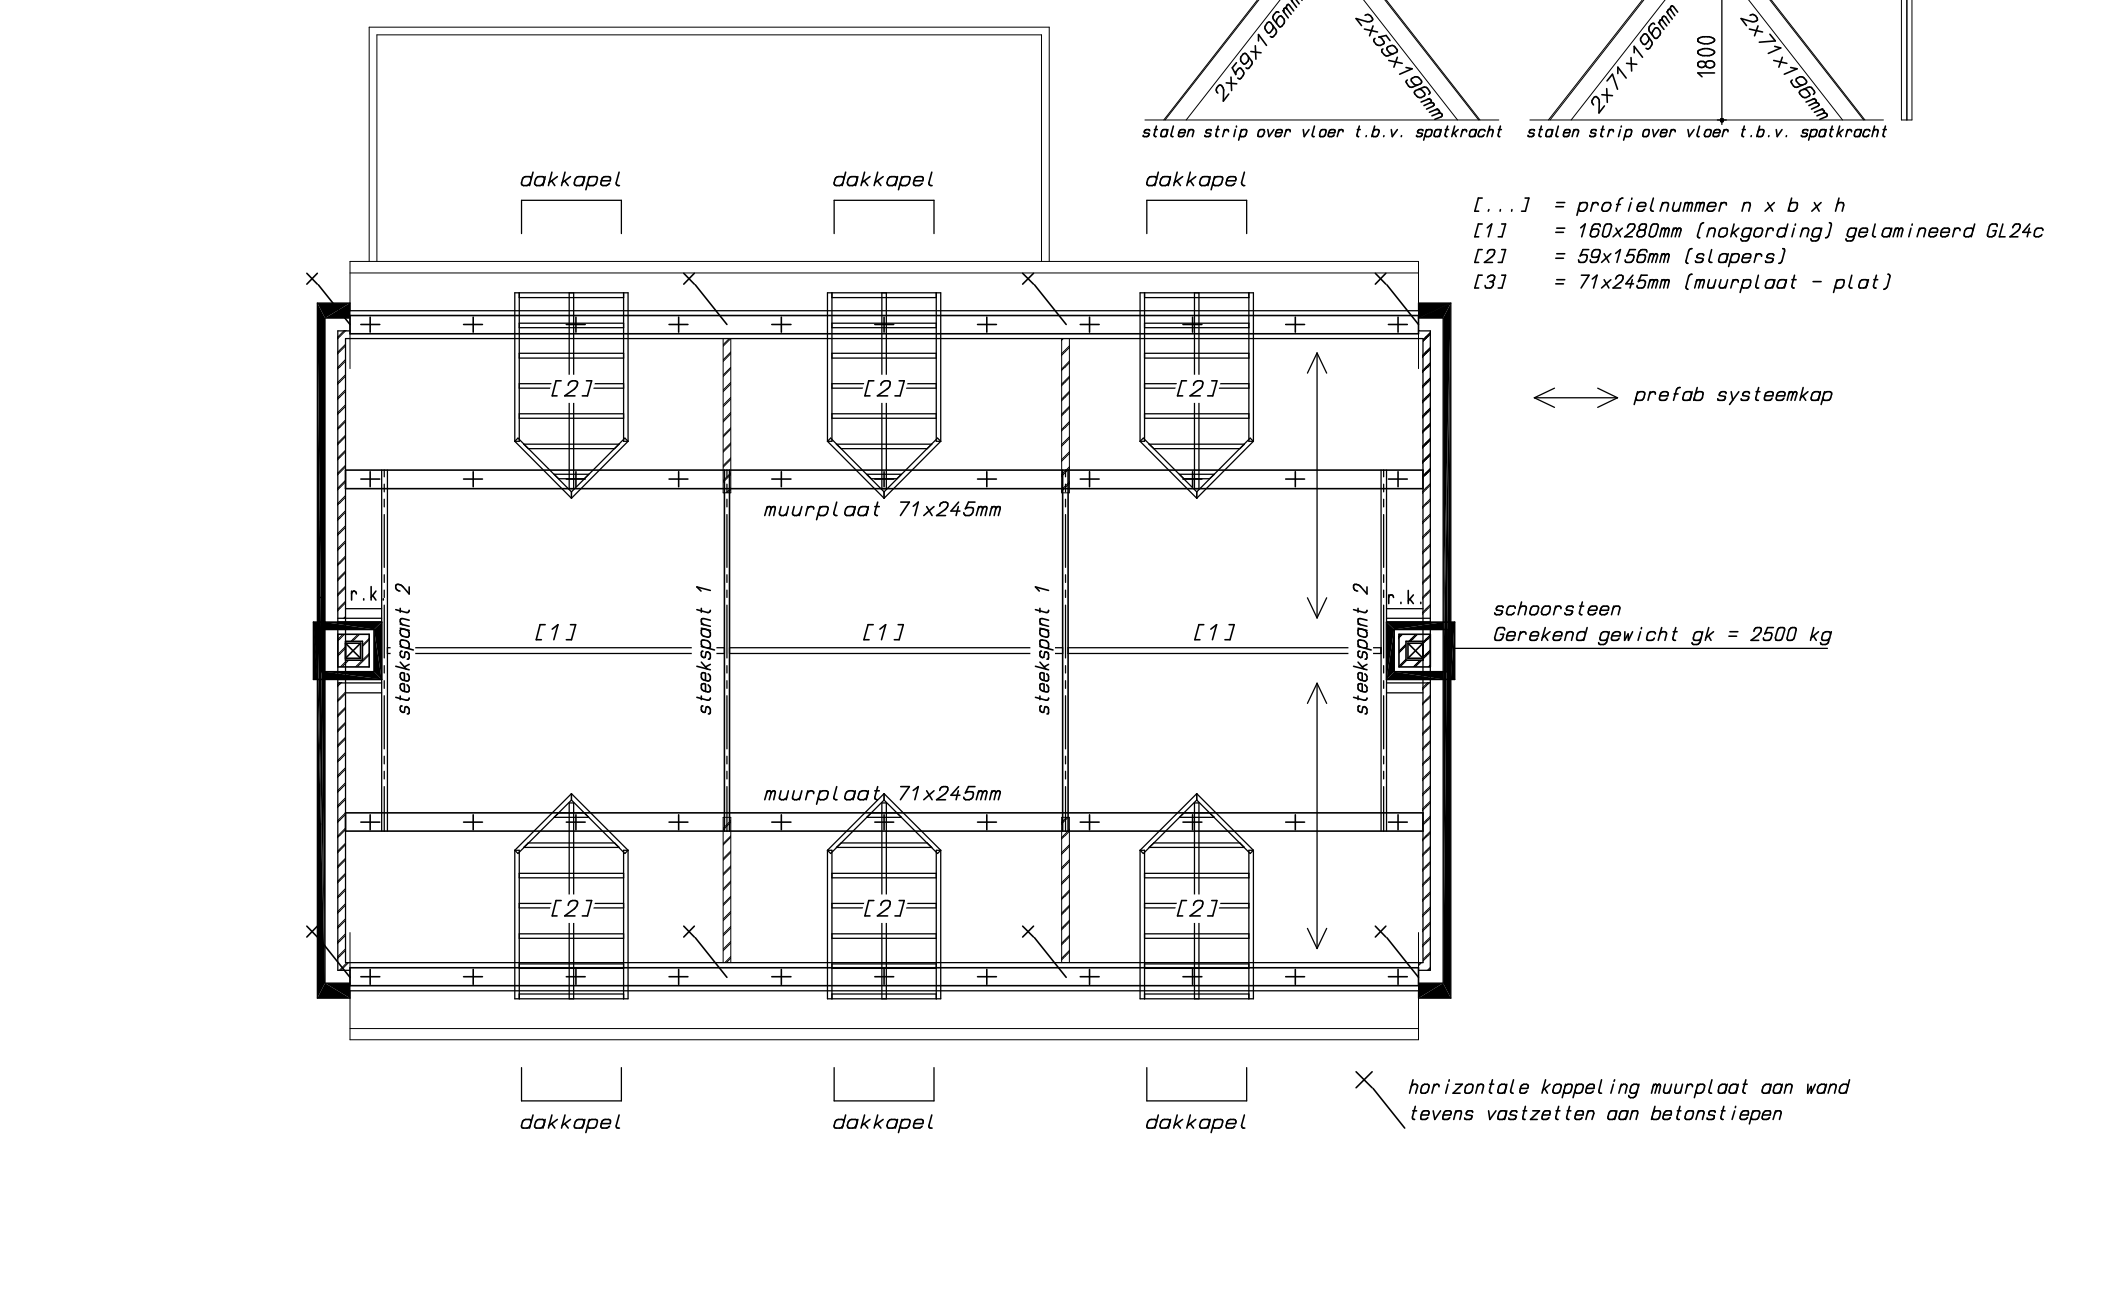 2x59x196mm
2x59x196mm
2x71x196mm
1800
2x71x196mm
stalen strip over vloer t.b.v. spatkracht
stalen strip over vloer t.b.v. spatkracht
dakkapel
dakkapel
dakkapel
[...] = profielnummer n x b x h
[1] = 160x280mm (nokgording) gelamineerd GL24c
[2] = 59x156mm (slapers)
[3] = 71x245mm (muurplaat - plat)
[2]
[2]
[2]
prefab systeemkap
muurplaat 71x245mm
r.k.
steekspant 2
steekspant 1
steekspant 1
steekspant 2
r.k.
[1]
[1]
[1]
schoorsteen
Gerekend gewicht gk = 2500 kg
muurplaat 71x245mm
[2]
[2]
[2]
horizontale koppeling muurplaat aan wand
tevens vastzetten aan betonstiepen
dakkapel
dakkapel
dakkapel